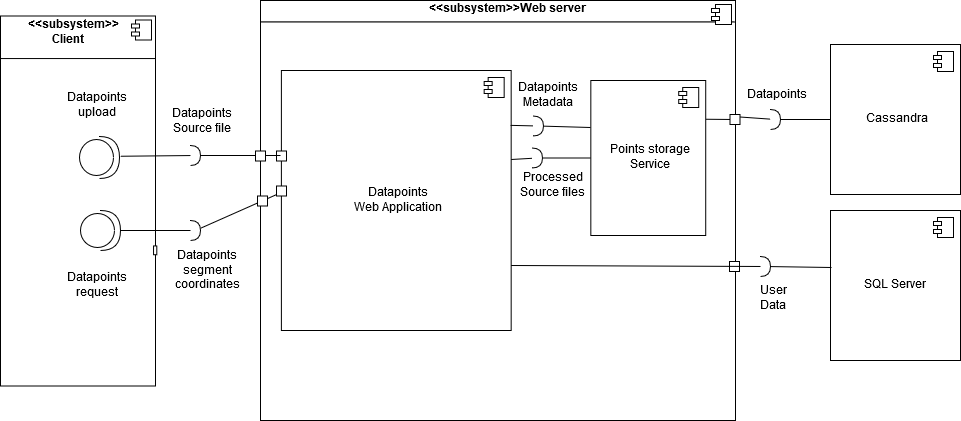 <<subsystem>>
Client
Datapoints
upload
Datapoints
request
Datapoints
Source file
Datapoints
segment
coordinates
<<subsystem>>Web server
Datapoints
Web Application
Datapoints
Metadata
Processed
Source files
Points storage
Service
Datapoints
User
Data
Cassandra
SQL Server